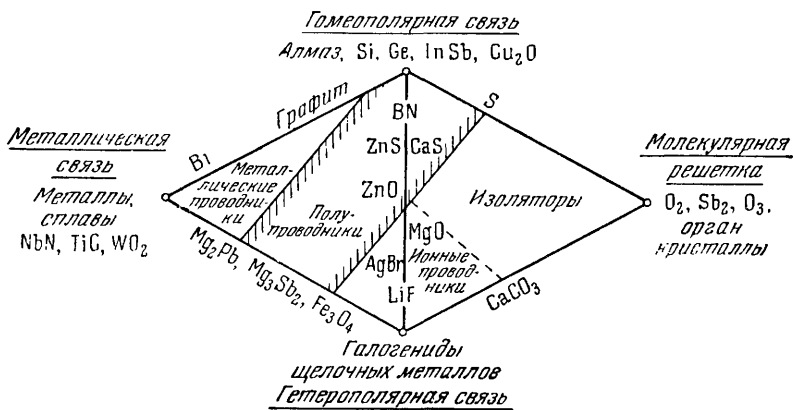 Гомеополярная связь
Алмаз, Si, Ge, InSb, Cu₂O
Графит
S
BN
Металлическая
связь
Bi
Металлы,
сплавы
NbN, TiC, WO₂
Метал-
лические
проводни-
ки
ZnS CaS
ZnO
Полу-
проводники
Изоляторы
Молекулярная
решетка
O₂, Sb₂, O₃,
орган
кристаллы
Mg₂Pb, Mg₃Sb₂, Fe₃O₄
MgO
AgBr
Ионные
провод-
ники
LiF
CaCO₃
Галогениды
щелочных металлов
Гетерополярная связь